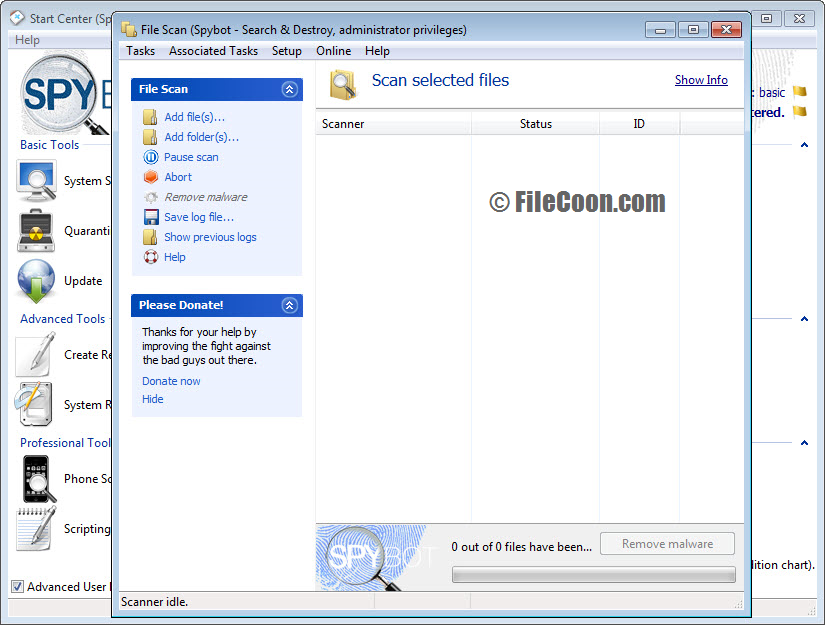 Start Center (Sp
File Scan (Spybot - Search & Destroy, administrator privileges)
Help
Tasks Associated Tasks Setup Online Help
SPY
File Scan
Add file(s)...
Add folder(s)...
Pause scan
Abort
Remove malware
Save log file...
Show previous logs
Help
Please Donate!
Thanks for your help by
improving the fight against
the bad guys out there.
Donate now
Hide
Scan selected files
Show Info
Scanner Status ID
© FileCoon.com
SPYBOT
0 out of 0 files have been...
Remove malware
Scanner idle.
: basic
tered.
Basic Tools
System S
Quaranti
Update
Advanced Tools
Create Re
System R
Professional Tool
Phone Sc
Scripting
Advanced User
dition chart).